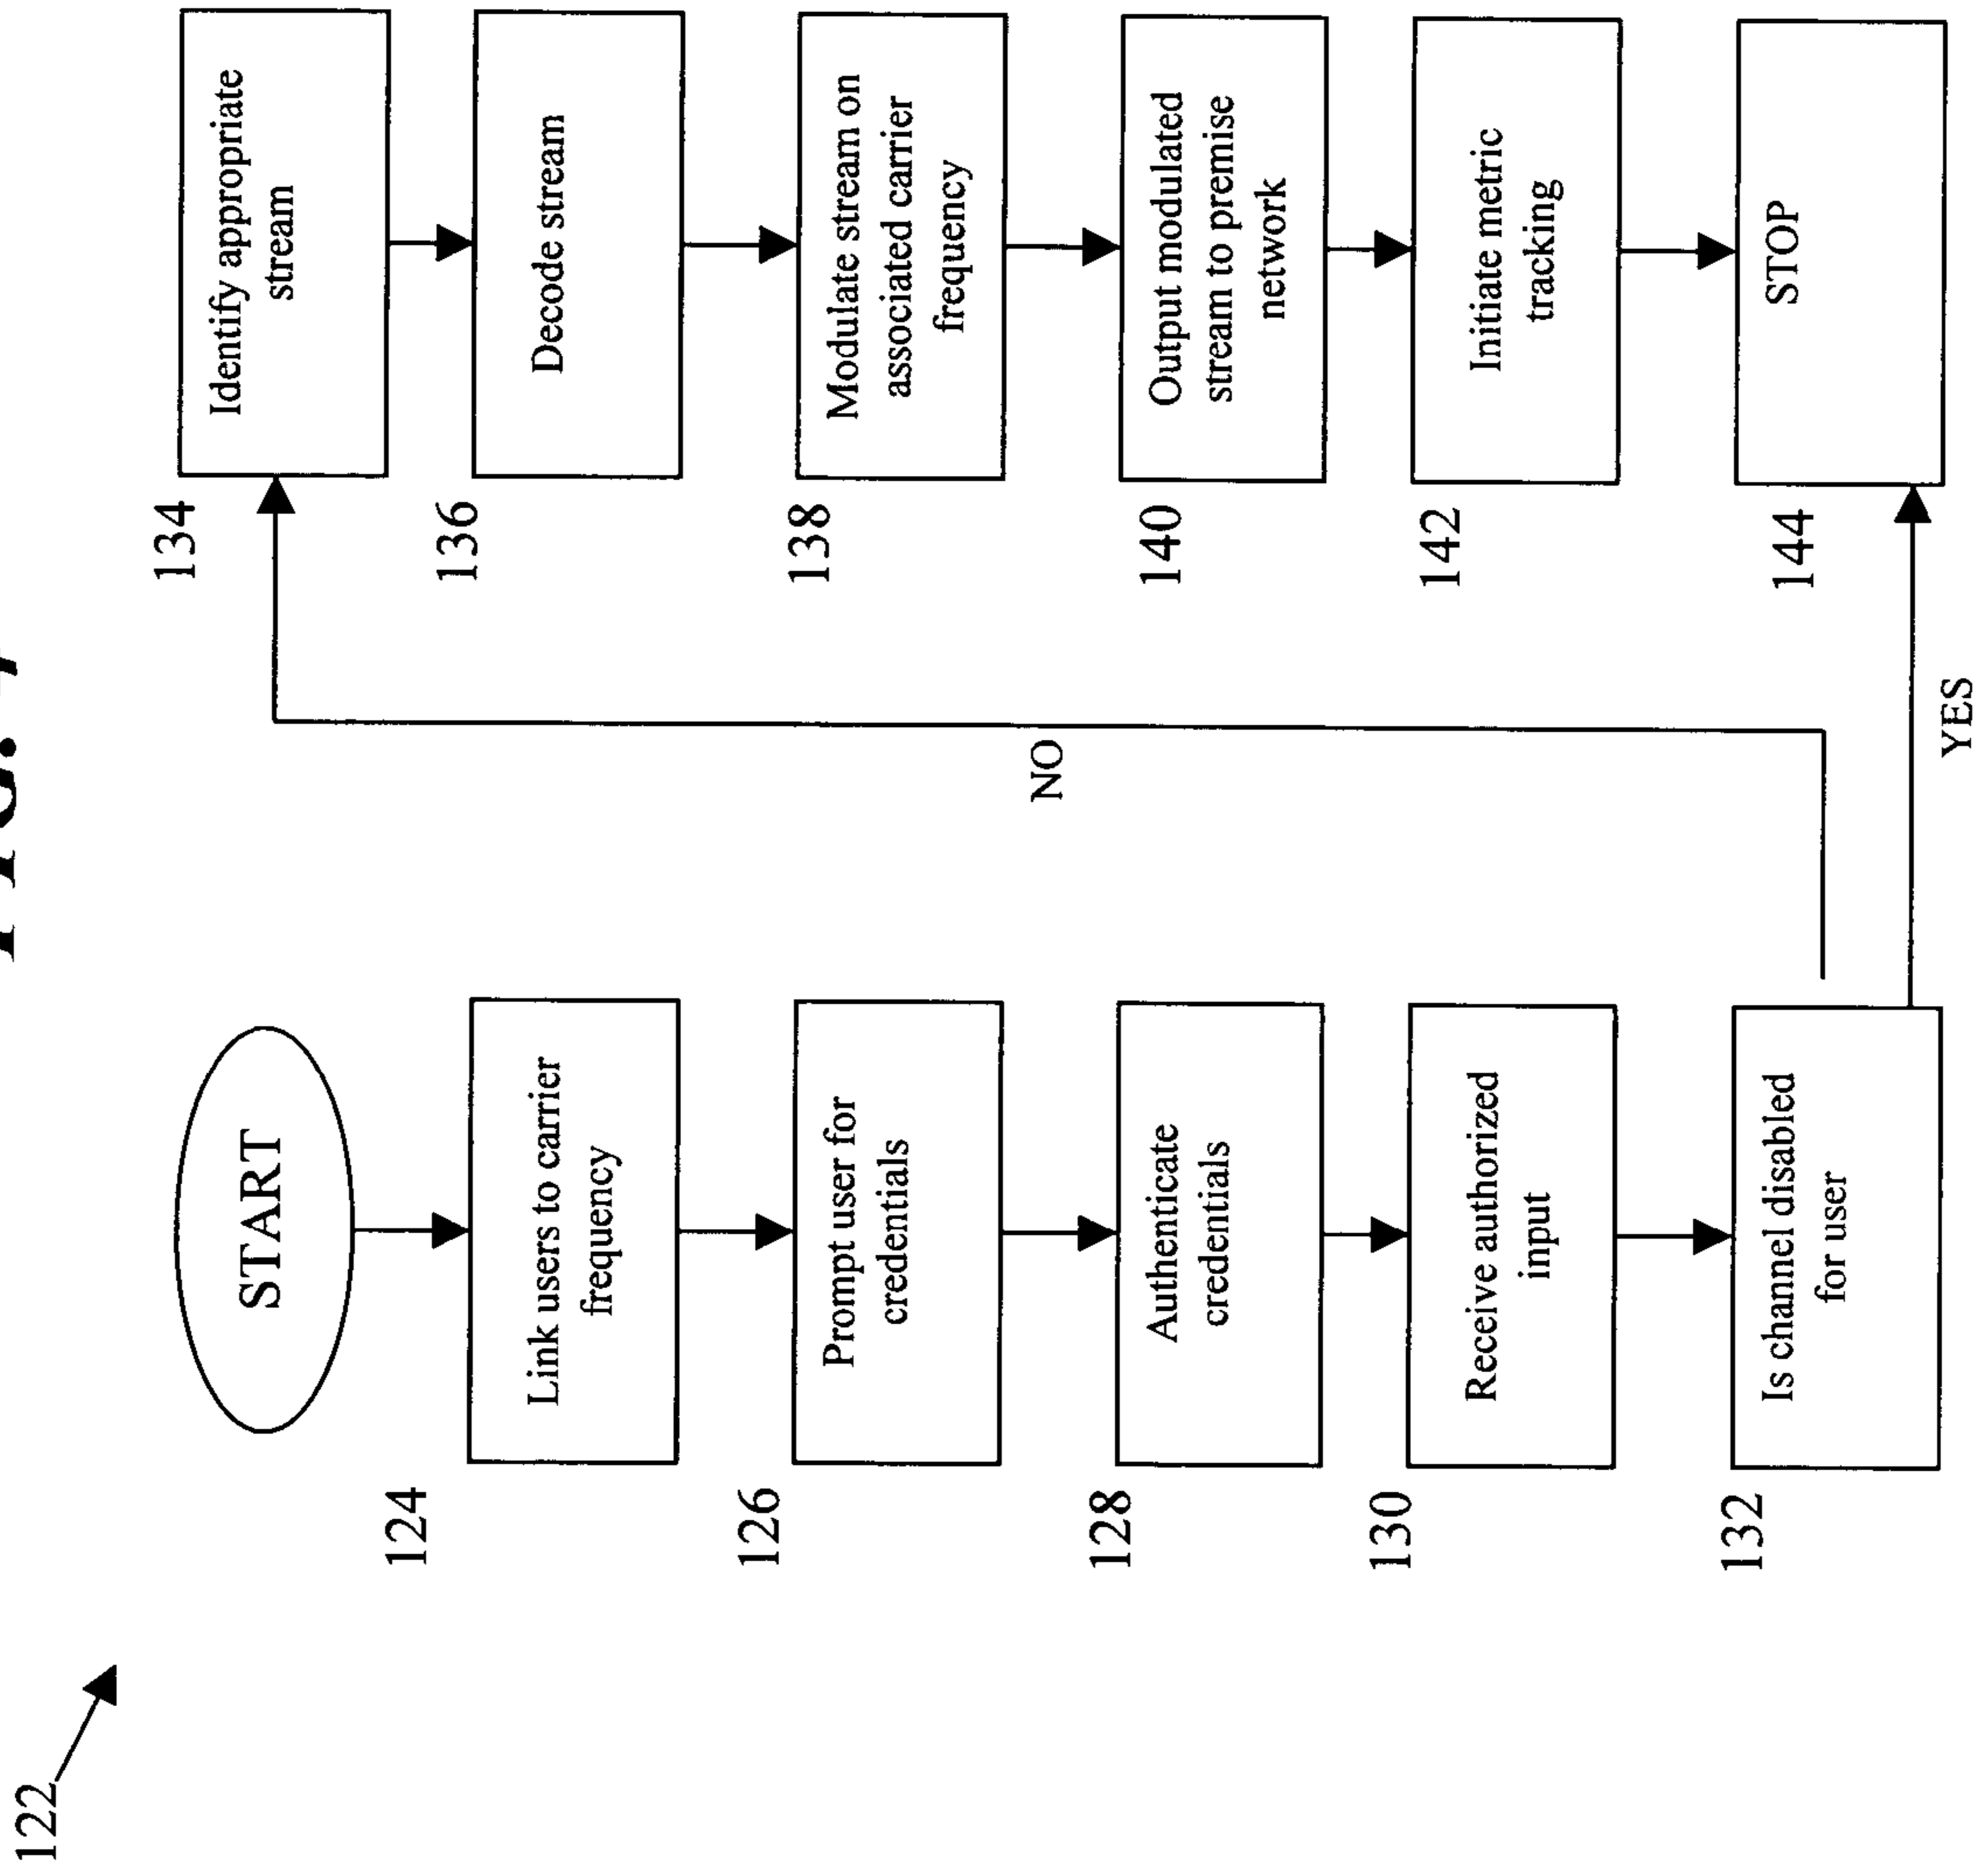 122
START
124
Link users to carrier
frequency
126
Prompt user for
credentials
128
Authenticate
credentials
130
Receive authorized
input
132
Is channel disabled
for user
NO
YES
134
Identify appropriate
stream
136
Decode stream
138
Modulate stream on
associated carrier
frequency
140
Output modulated
stream to premise
network
142
Initiate metric
tracking
144
STOP